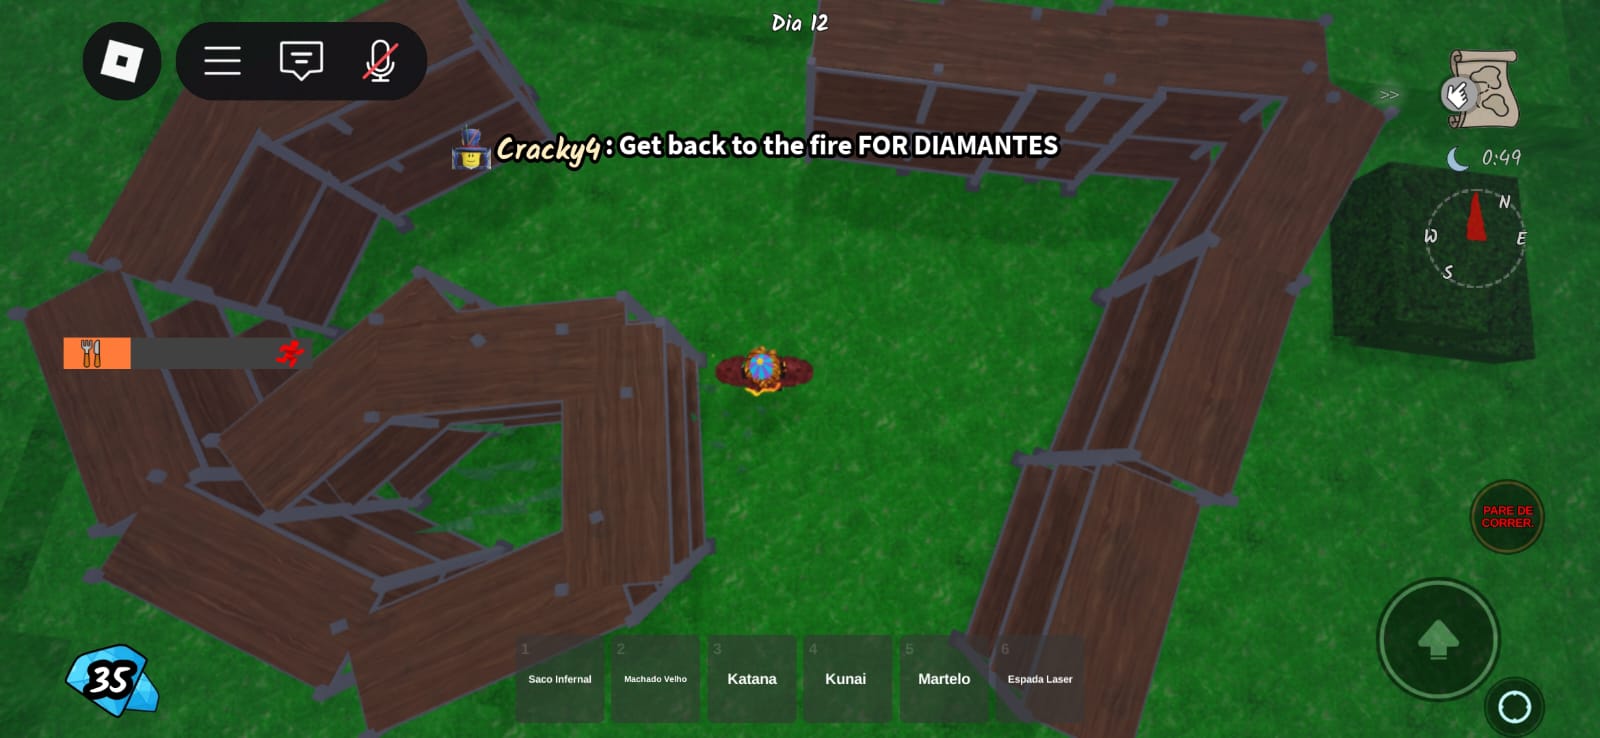 Dia 12
>>
Cracky4: Get back to the fire FOR DIAMANTES
0:49
N
W
E
S
PARE DE
CORRER.
35
1
2
3
4
5
6
Saco Infernal
Machado Velho
Katana
Kunai
Martelo
Espada Laser